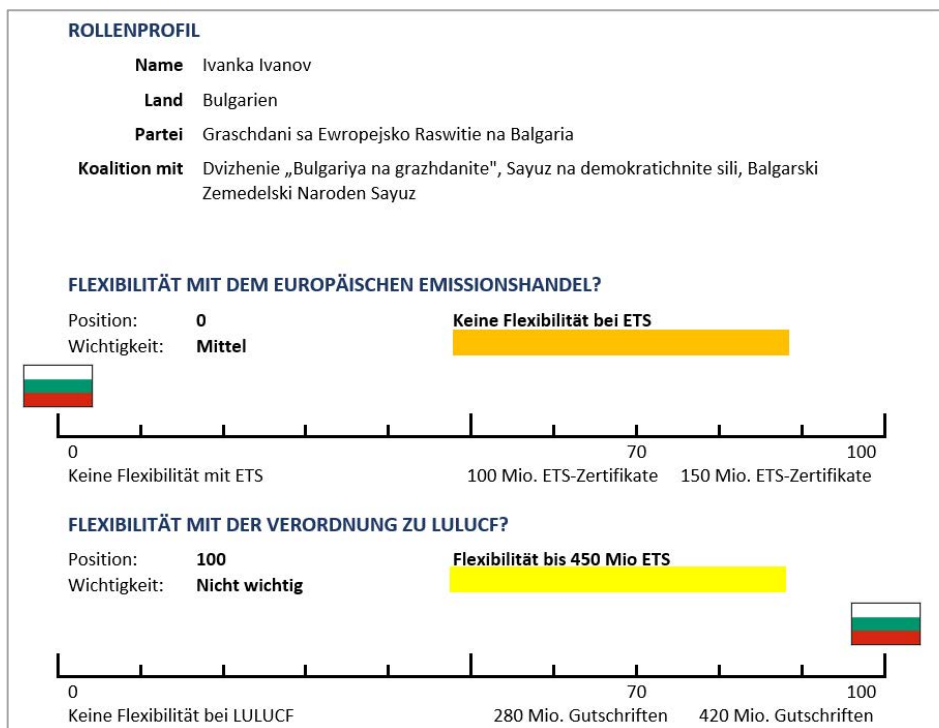 ROLLENPROFIL
Name Ivanka Ivanov
Land Bulgarien
Partei Graschdani sa Ewropejsko Raswitie na Balgaria
Koalition mit Dvizhenie „Bulgariya na grazhdanite", Sayuz na demokratichnite sili, Balgarski
Zemedelski Naroden Sayuz
FLEXIBILITÄT MIT DEM EUROPÄISCHEN EMISSIONSHANDEL?
Position: 0 Keine Flexibilität bei ETS
Wichtigkeit: Mittel
0 70 100
Keine Flexibilität mit ETS 100 Mio. ETS-Zertifikate 150 Mio. ETS-Zertifikate
FLEXIBILITÄT MIT DER VERORDNUNG ZU LULUCF?
Position: 100 Flexibilität bis 450 Mio ETS
Wichtigkeit: Nicht wichtig
0 70 100
Keine Flexibilität bei LULUCF 280 Mio. Gutschriften 420 Mio. Gutschriften